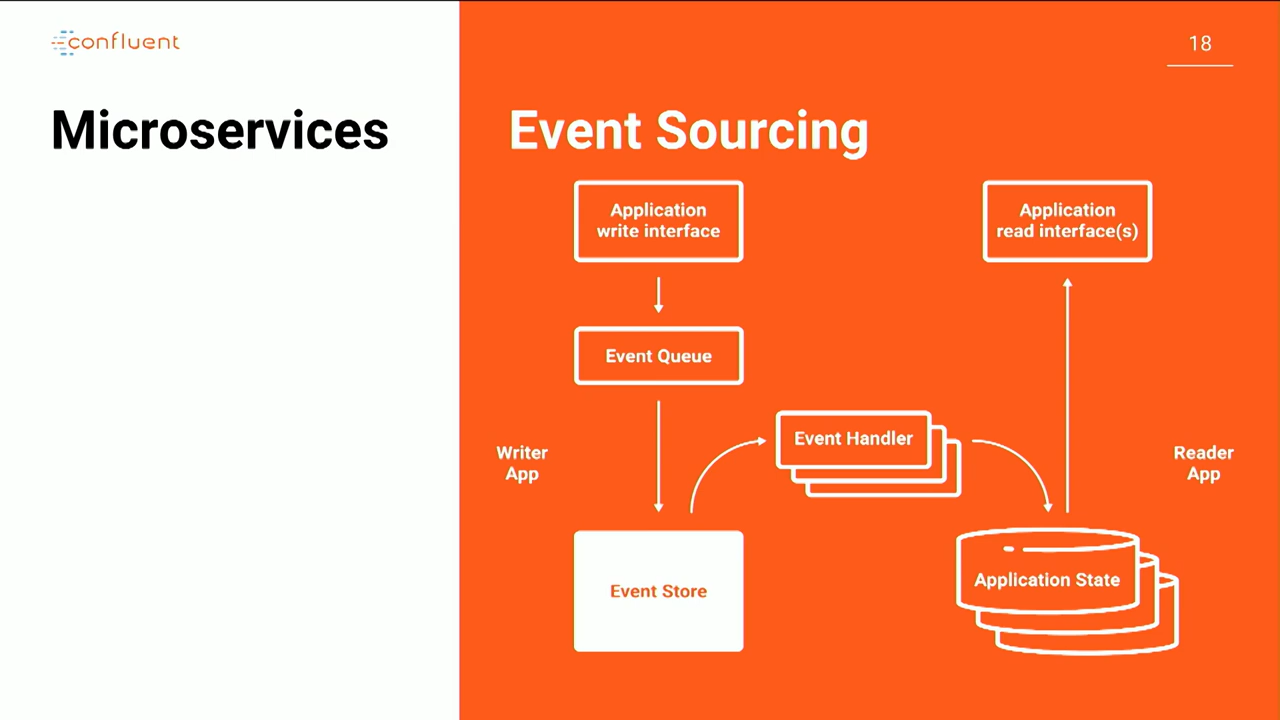 confluent
18
Microservices
Event Sourcing
Application
write interface
Application
read interface(s)
Event Queue
Event Handler
Writer
App
Reader
App
Event Store
Application State